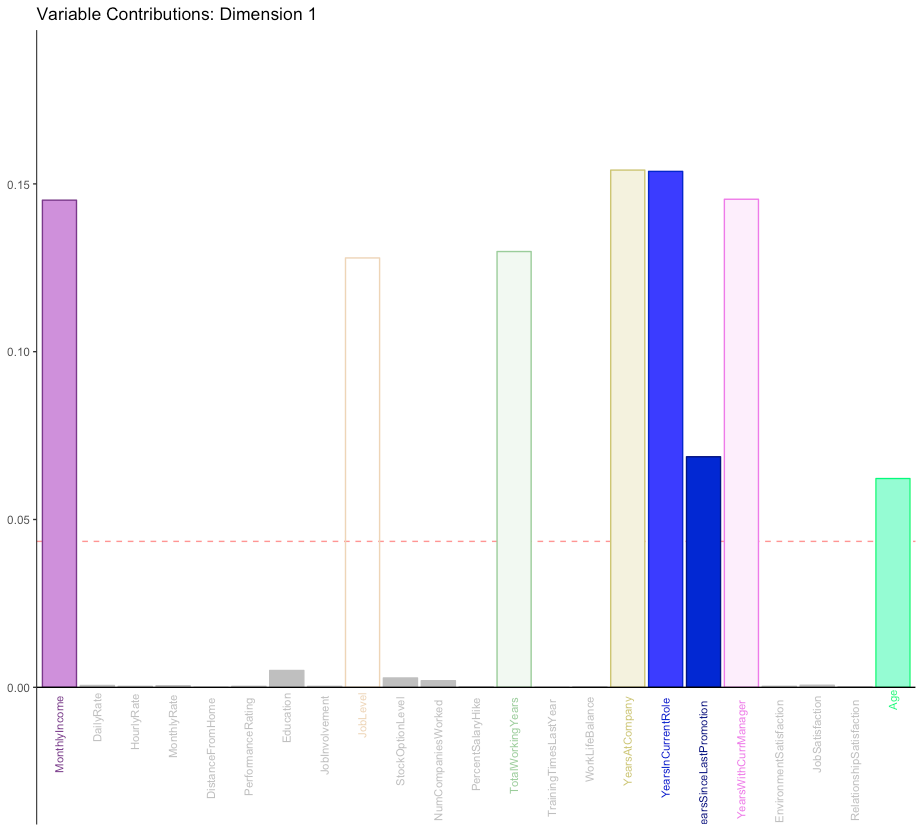 Variable Contributions: Dimension 1
0.15
0.10
0.05
0.00
MonthlyIncome
DailyRate
HourlyRate
MonthlyRate
DistanceFromHome
PerformanceRating
Education
JobInvolvement
JobLevel
StockOptionLevel
NumCompaniesWorked
PercentSalaryHike
TotalWorkingYears
TrainingTimesLastYear
WorkLifeBalance
YearsAtCompany
YearsInCurrentRole
earsSinceLastPromotion
YearsWithCurrManager
EnvironmentSatisfaction
JobSatisfaction
RelationshipSatisfaction
Age